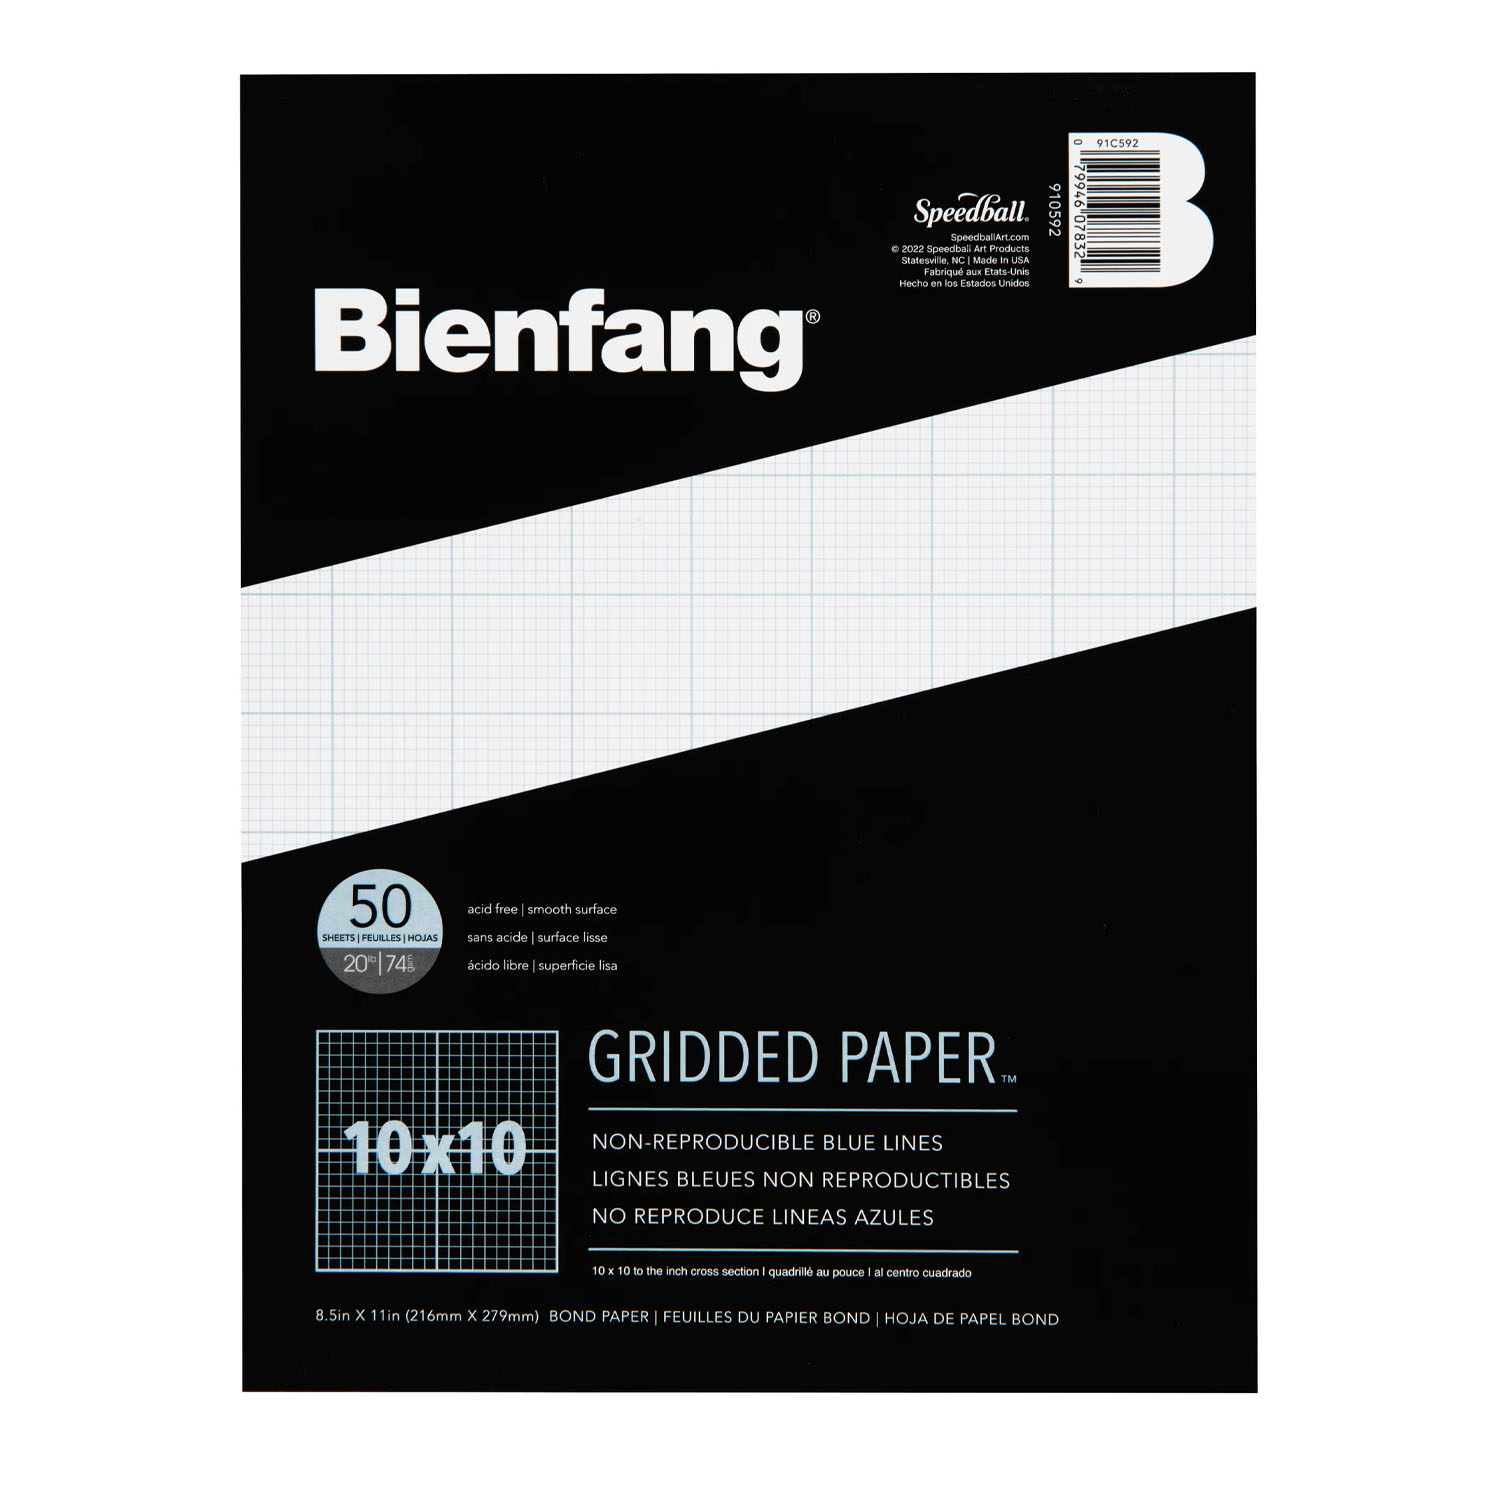 91C592
0 79946 07832 9
910592
Speedball®
SpeedballArt.com
© 2022 Speedball Art Products
Statesville, NC | Made In USA
Fabriqué aux Etats-Unis
Hecho en los Estados Unidos
Bienfang®
50
SHEETS | FEUILLES | HOJAS
20lb | 74gsm
acid free | smooth surface
sans acide | surface lisse
ácido libre | superficie lisa
10x10
GRIDDED PAPER™
NON-REPRODUCIBLE BLUE LINES
LIGNES BLEUES NON REPRODUCTIBLES
NO REPRODUCE LINEAS AZULES
10 x 10 to the inch cross section | quadrillé au pouce | al centro cuadrado
8.5in X 11in (216mm X 279mm) BOND PAPER | FEUILLES DU PAPIER BOND | HOJA DE PAPEL BOND